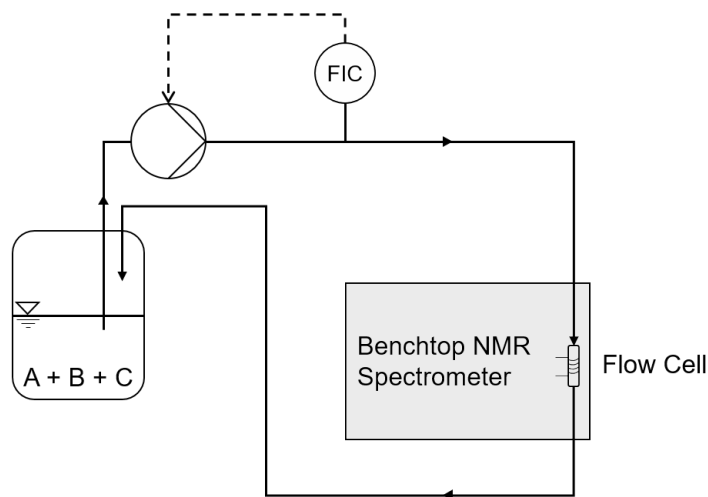 FIC
Benchtop NMR
Spectrometer
Flow Cell
A + B + C